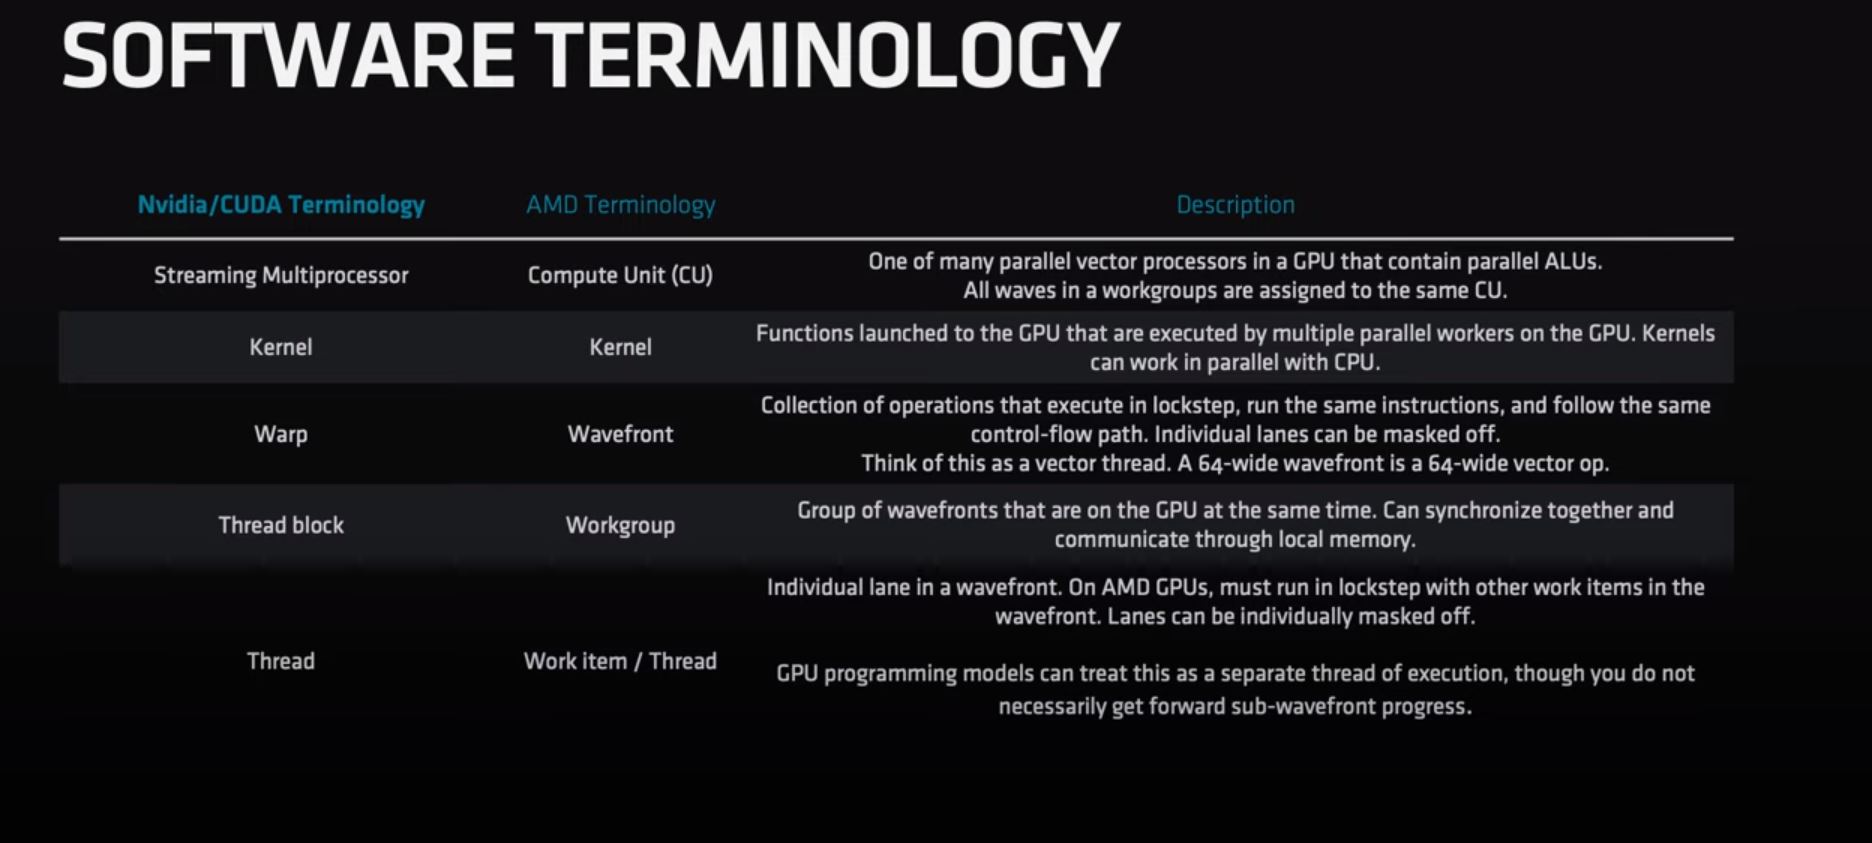 SOFTWARE TERMINOLOGY
Nvidia/CUDA Terminology AMD Terminology Description
Streaming Multiprocessor Compute Unit (CU) One of many parallel vector processors in a GPU that contain parallel ALUs.
All waves in a workgroups are assigned to the same CU.
Kernel Kernel Functions launched to the GPU that are executed by multiple parallel workers on the GPU. Kernels
can work in parallel with CPU.
Warp Wavefront Collection of operations that execute in lockstep, run the same instructions, and follow the same
control-flow path. Individual lanes can be masked off.
Think of this as a vector thread. A 64-wide wavefront is a 64-wide vector op.
Thread block Workgroup Group of wavefronts that are on the GPU at the same time. Can synchronize together and
communicate through local memory.
Thread Work item / Thread Individual lane in a wavefront. On AMD GPUs, must run in lockstep with other work items in the
wavefront. Lanes can be individually masked off.
GPU programming models can treat this as a separate thread of execution, though you do not
necessarily get forward sub-wavefront progress.